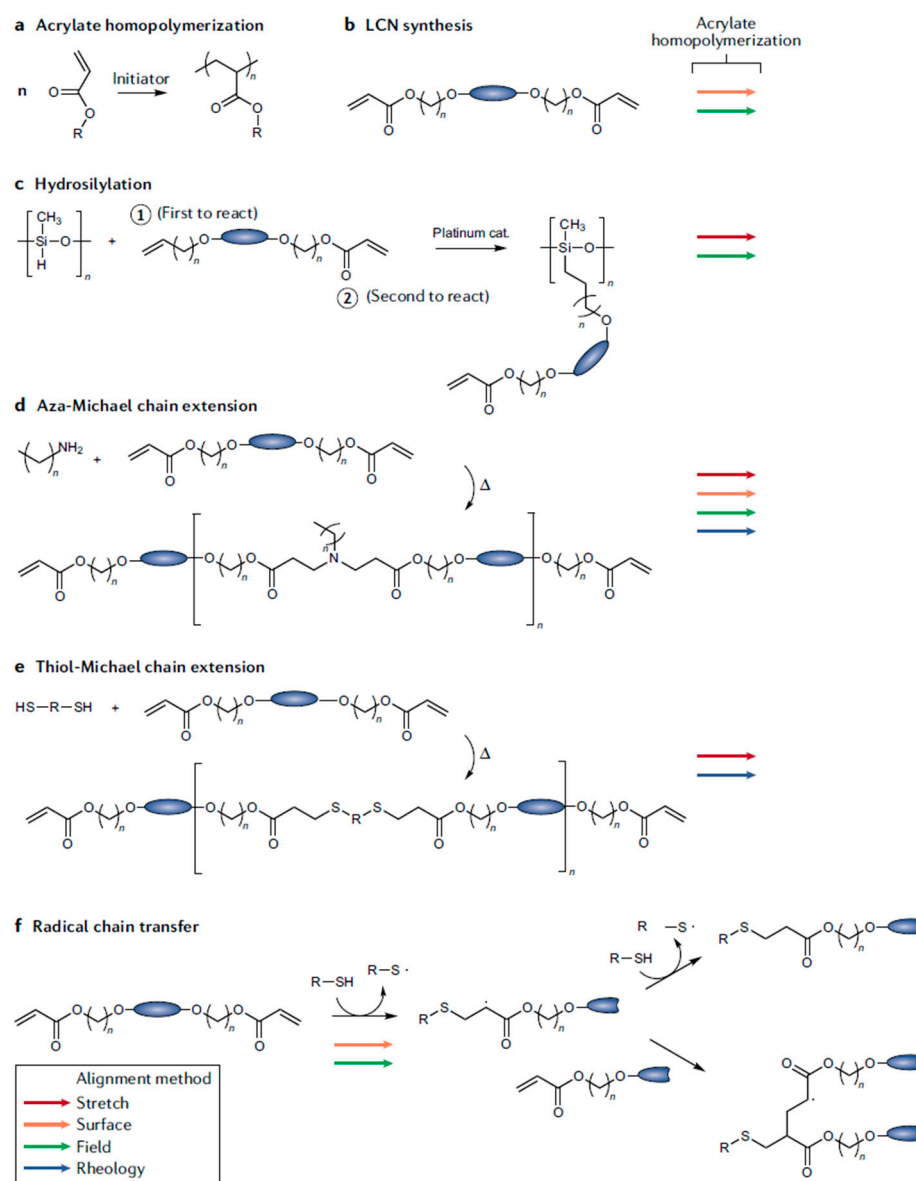 a Acrylate homopolymerization
n
O
O
R
Initiator
n
O
O
R
b LCN synthesis
O
O
n
O
O
n
O
O
Acrylate
homopolymerization
c Hydrosilylation
CH₃
Si
O
H
n
+
1 (First to react)
n
O
O
n
O
O
2 (Second to react)
Platinum cat.
CH₃
Si
O
n
n
O
O
O
n
O
d Aza-Michael chain extension
n
NH₂
+
O
O
n
O
O
n
O
O
Δ
O
O
n
O
O
n
O
O
n
N
O
O
n
O
n
O
n
O
O
e Thiol-Michael chain extension
HS–R–SH +
O
O
n
O
O
n
O
O
Δ
O
O
n
O
O
n
O
O
S
R
S
O
O
n
O
n
O
n
O
O
f Radical chain transfer
O
O
n
O
O
n
O
O
R–SH
R–S ·
R
S
·
O
O
n
O
O
O
n
O
R –S ·
R–SH
R
S
O
O
n
O
O
O
n
O
·
R
S
O
O
n
O
Alignment method
Stretch
Surface
Field
Rheology